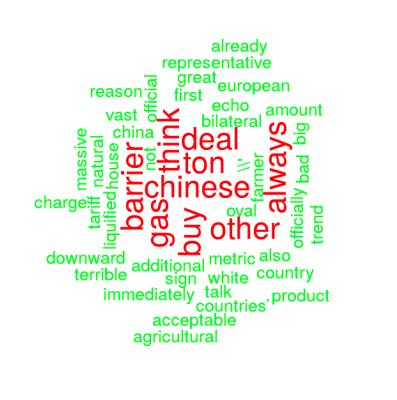 already
representative
great
reason
official
first
european
echo
vast
bilateral
amount
china
think
deal
big
massive
natural
house
not
barrier
ton
\\'
farmer
always
bad
chinese
charge
tariff
liquified
gas
buy
oval
other
officially
trend
downward
additional
metric
also
terrible
sign
white
country
immediately
talk
product
countries
,
acceptable
agricultural